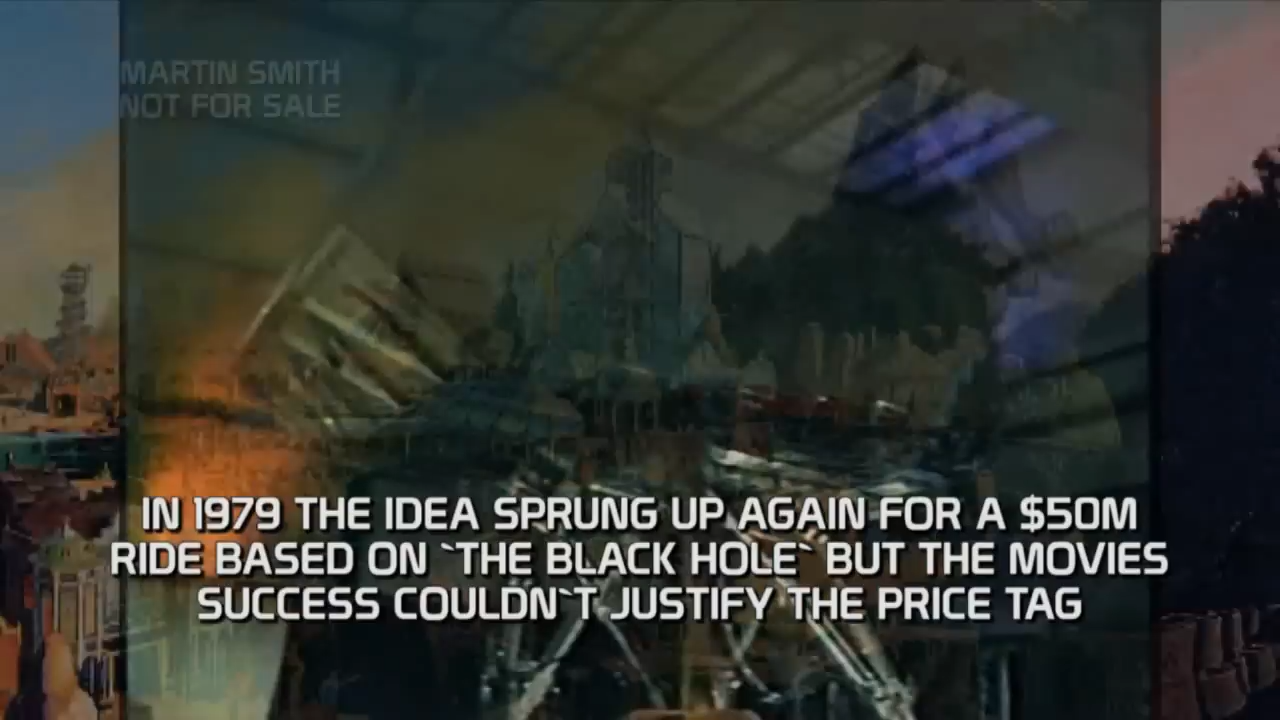 MARTIN SMITH
NOT FOR SALE
IN 1979 THE IDEA SPRUNG UP AGAIN FOR A $50M
RIDE BASED ON `THE BLACK HOLE` BUT THE MOVIES
SUCCESS COULDN`T JUSTIFY THE PRICE TAG